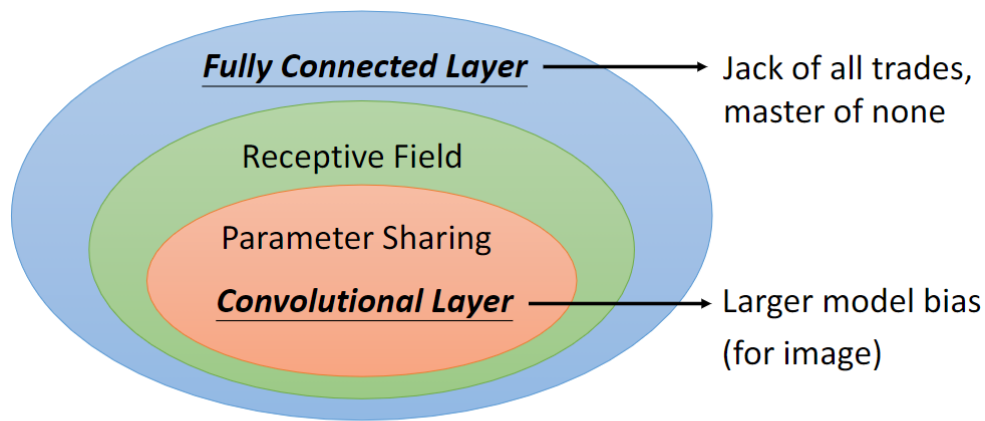 Fully Connected Layer
Jack of all trades,
master of none
Receptive Field
Parameter Sharing
Convolutional Layer
Larger model bias
(for image)